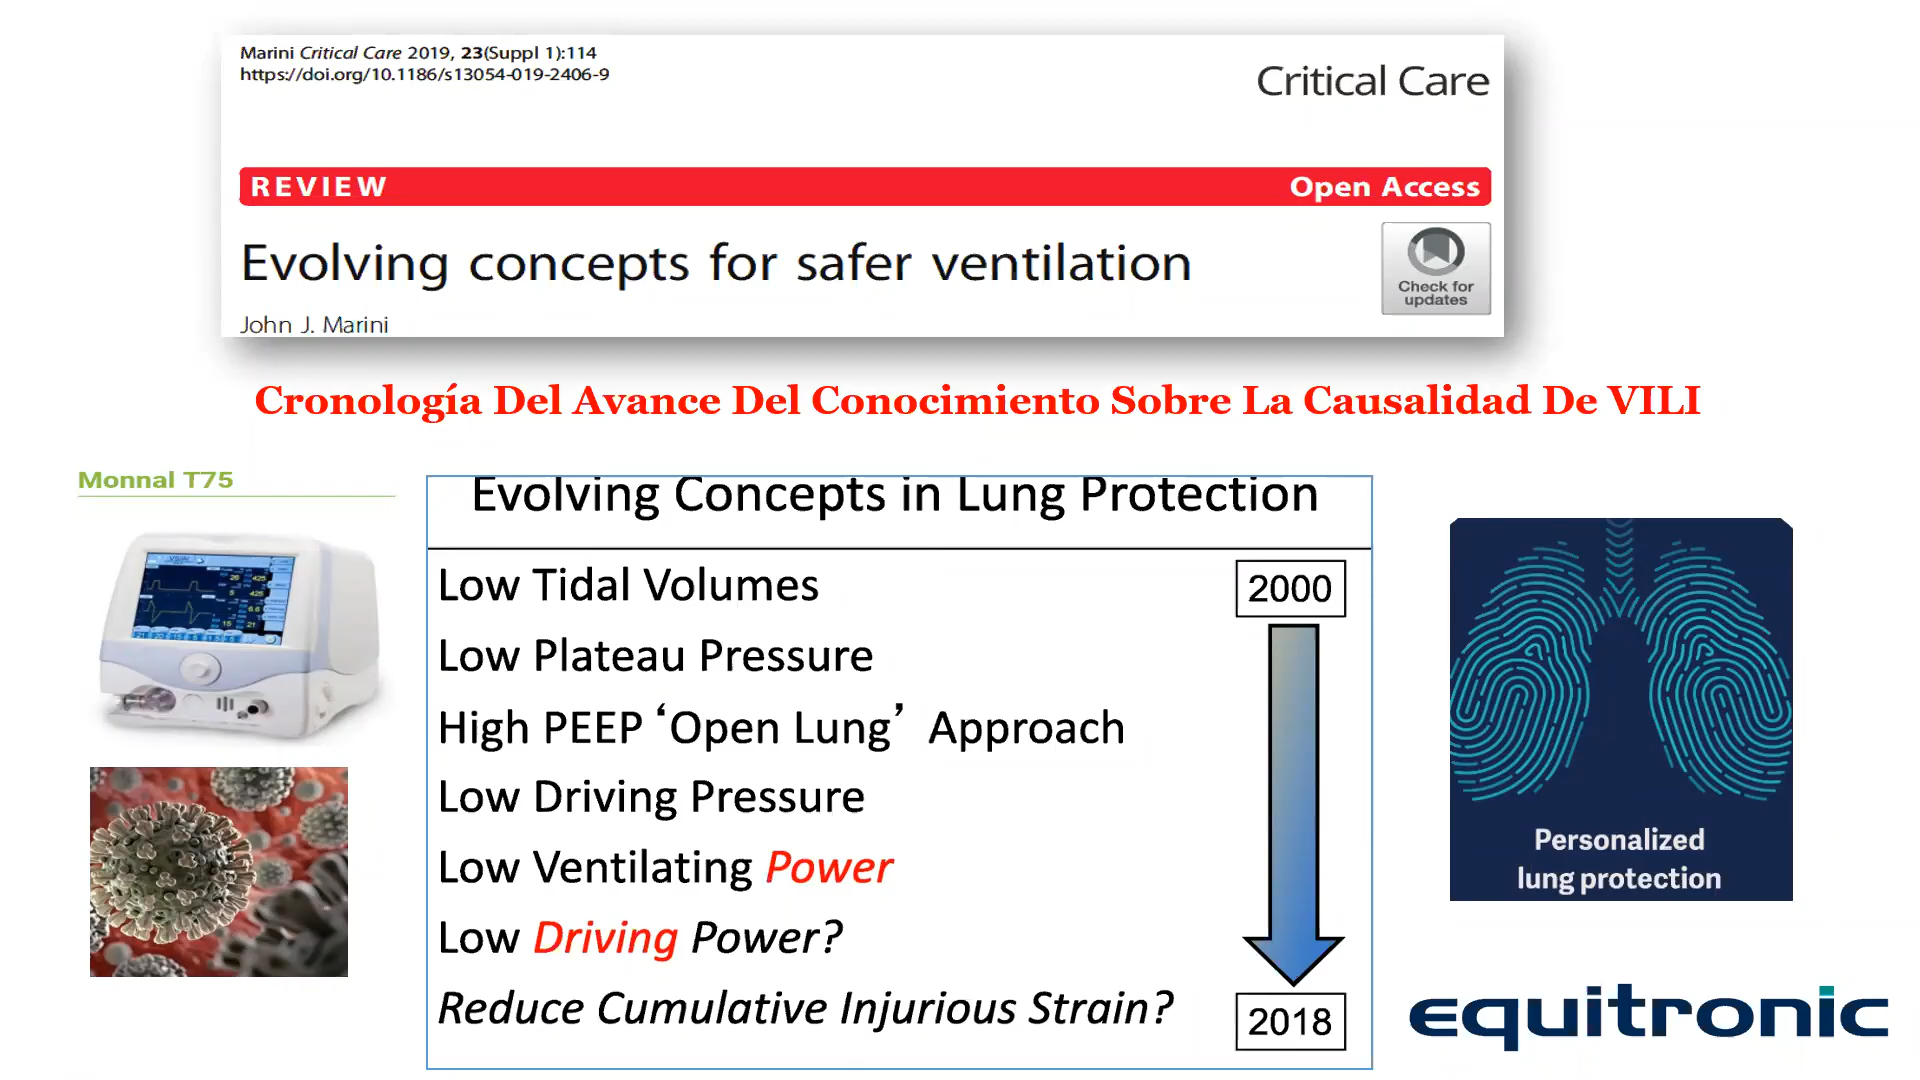 Marini Critical Care 2019, 23(Suppl 1):114
https://doi.org/10.1186/s13054-019-2406-9
Critical Care
REVIEW Open Access
Evolving concepts for safer ventilation
Check for
updates
John J. Marini
Cronología Del Avance Del Conocimiento Sobre La Causalidad De VILI
Monnal T75
Evolving Concepts in Lung Protection
Low Tidal Volumes
2000
Low Plateau Pressure
High PEEP ‘Open Lung’ Approach
Low Driving Pressure
Low Ventilating Power
Low Driving Power?
Reduce Cumulative Injurious Strain?
2018
Personalized
lung protection
equitronic